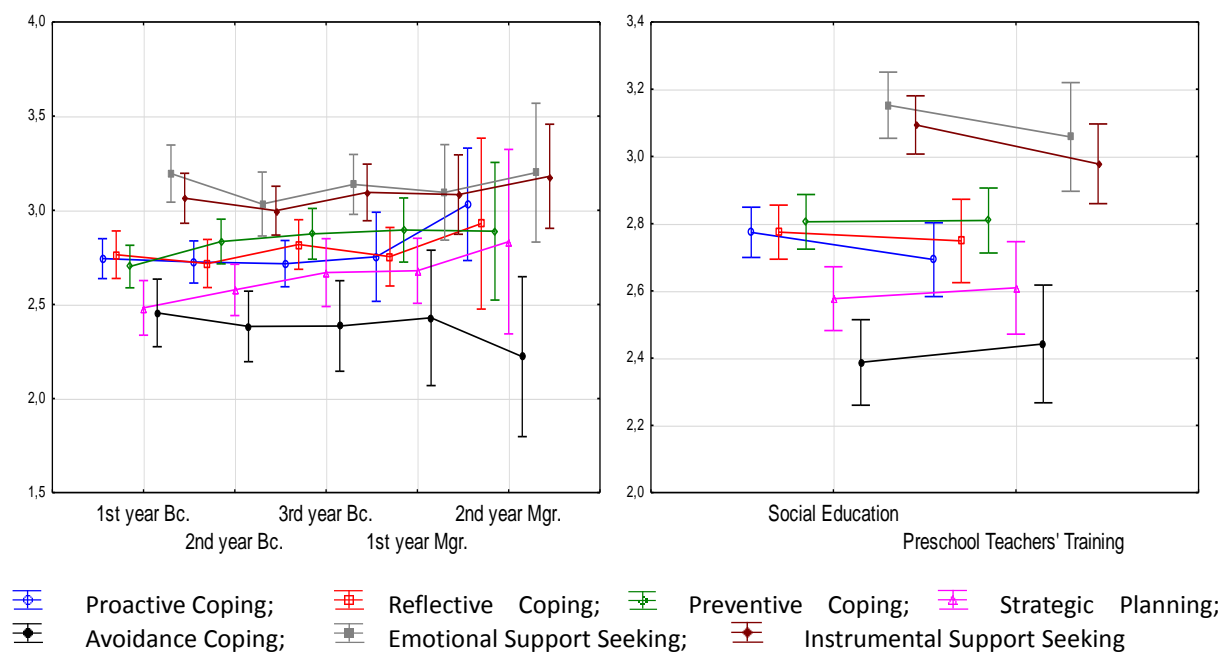 4,0
3,5
3,0
2,5
2,0
1,5
1st year Bc. 3rd year Bc. 2nd year Mgr.
2nd year Bc. 1st year Mgr.
3,4
3,2
3,0
2,8
2,6
2,4
2,2
2,0
Social Education
Preschool Teachers' Training
Proactive Coping; Reflective Coping; Preventive Coping; Strategic Planning;
Avoidance Coping; Emotional Support Seeking; Instrumental Support Seeking